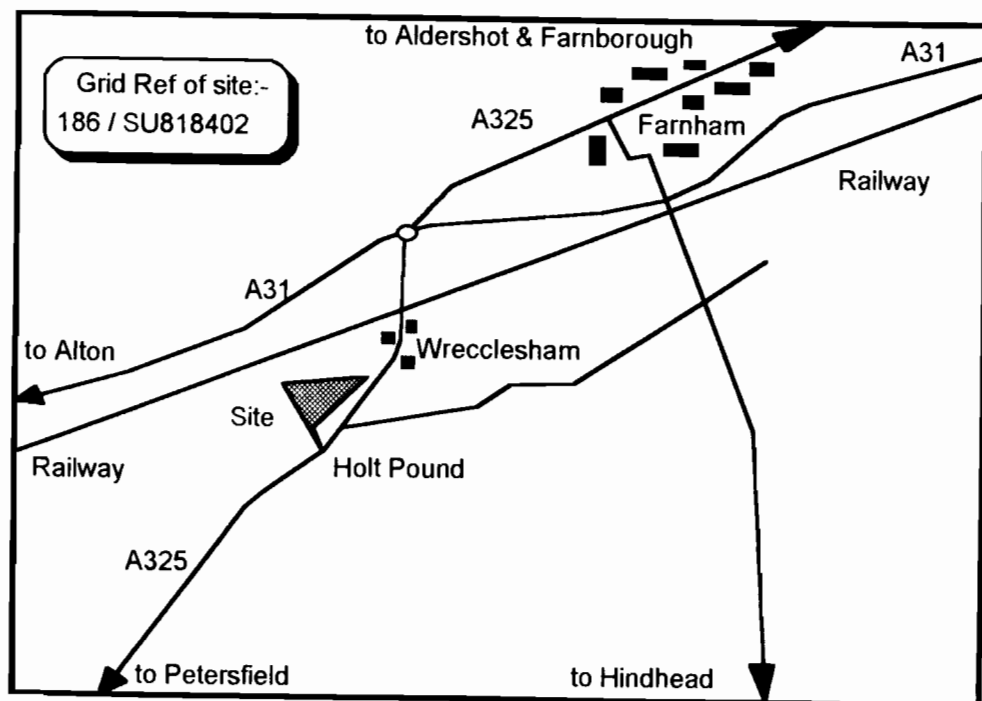 to Aldershot & Farnborough
A31
Grid Ref of site:-
186 / SU818402
A325
Farnham
Railway
A31
to Alton
Wrecclesham
Site
Railway
Holt Pound
A325
to Petersfield
to Hindhead